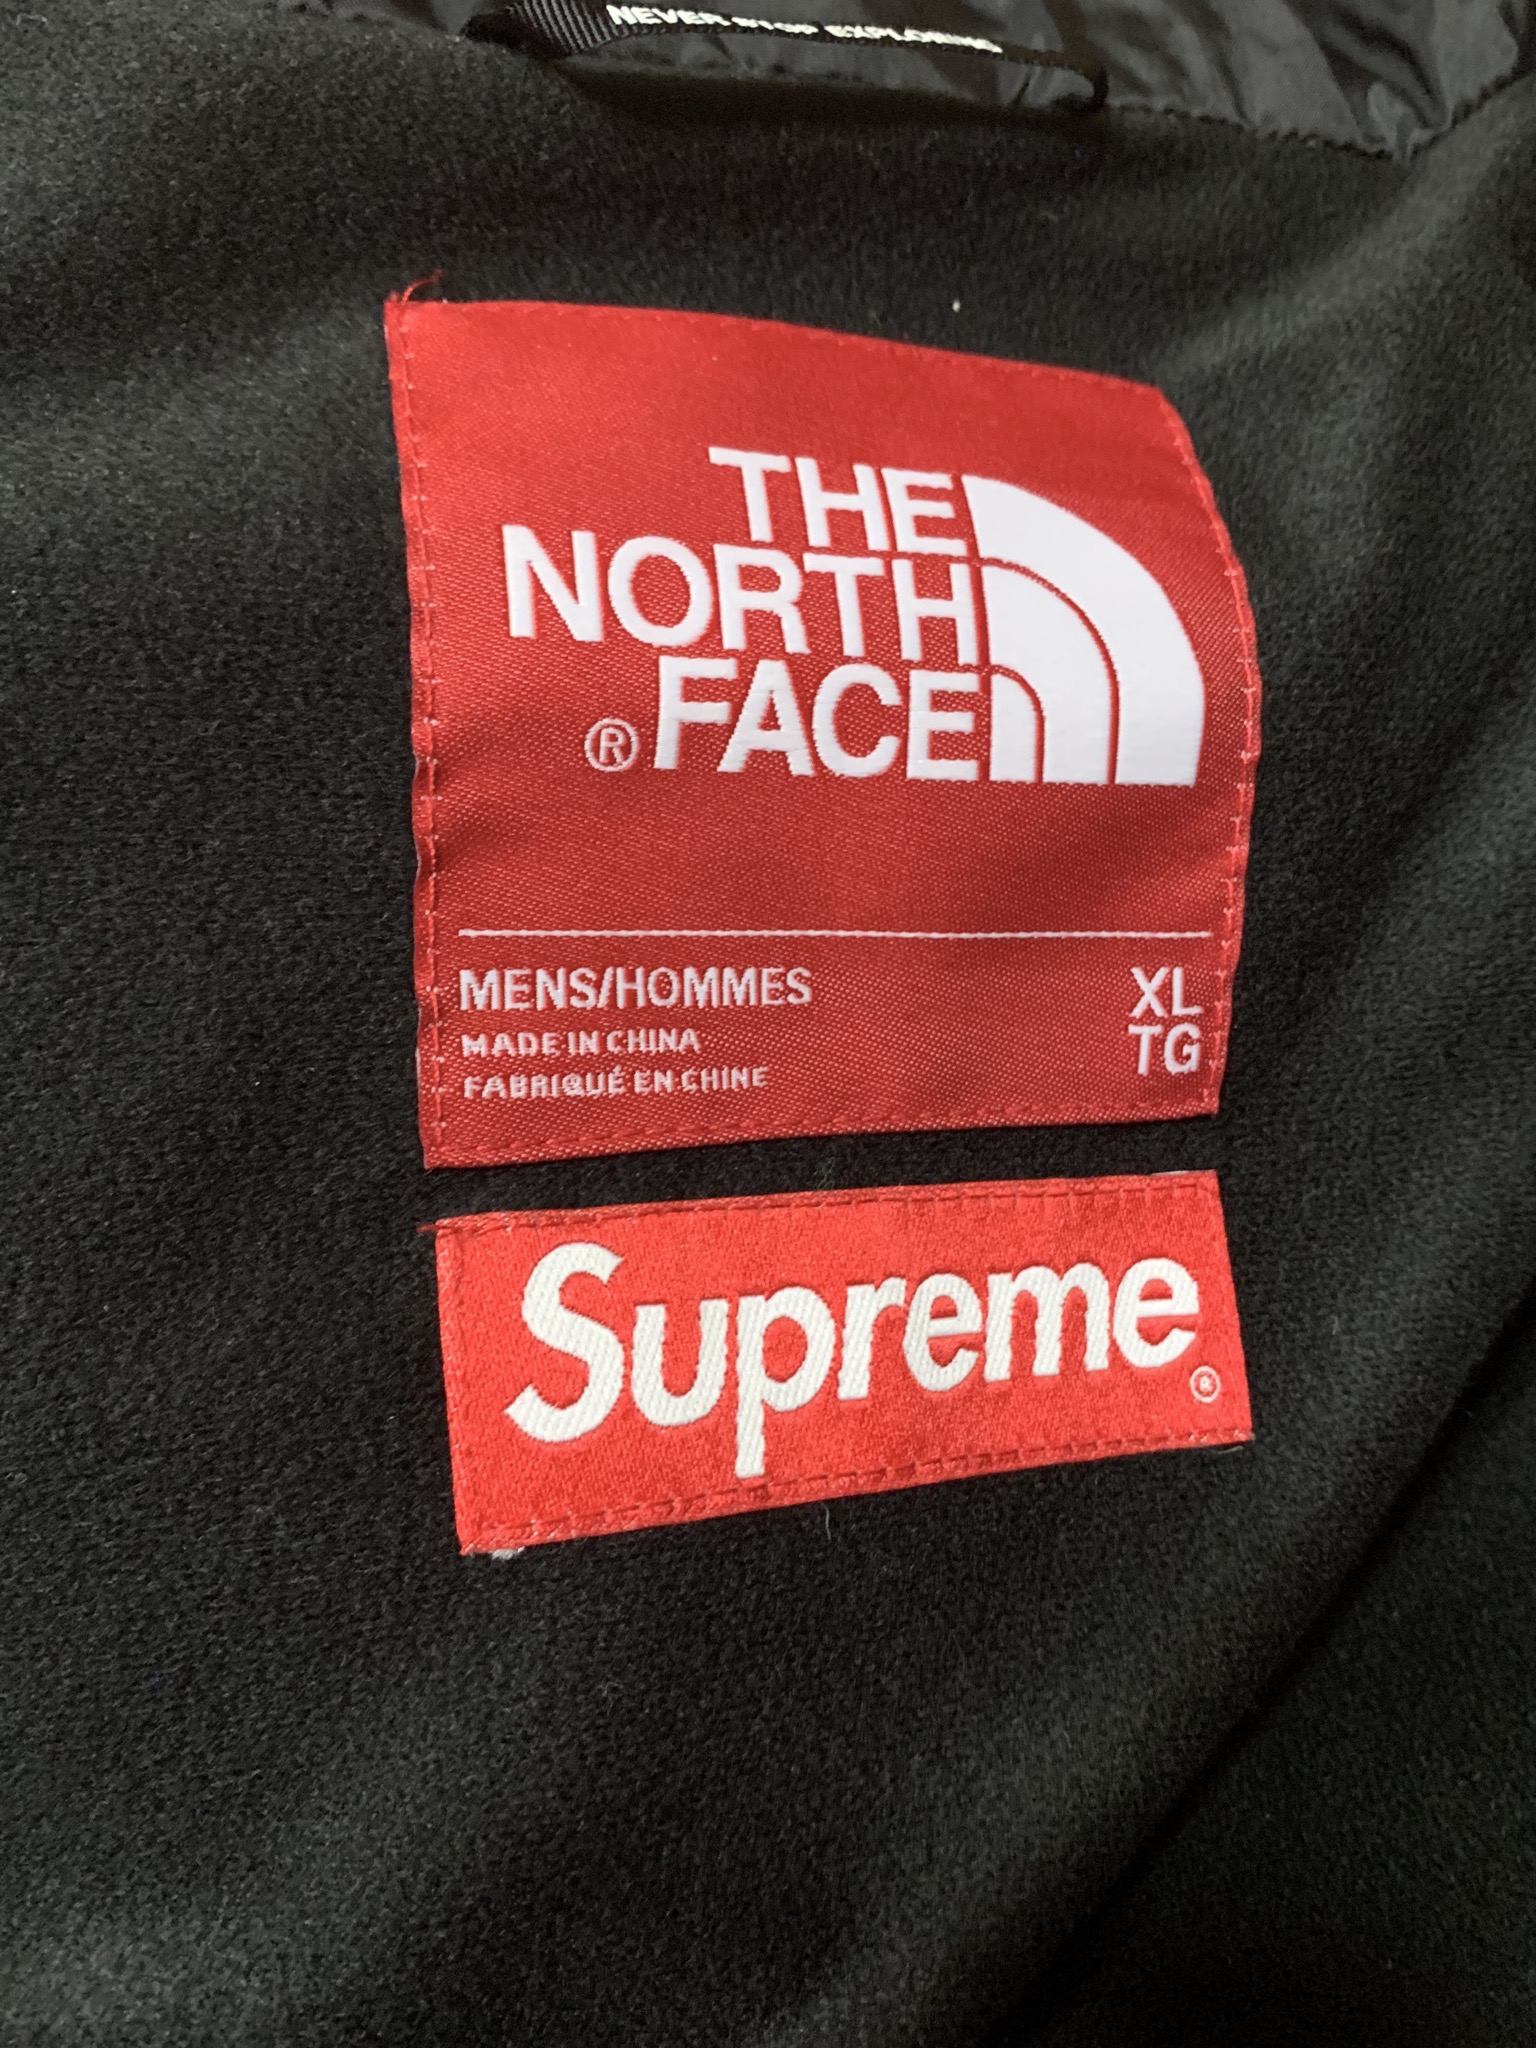 NEVER STOP EXPLORING
THE
NORTH
® FACE
MENS/HOMMES XL
MADE IN CHINA TG
FABRIQUÉ EN CHINE
Supreme ®